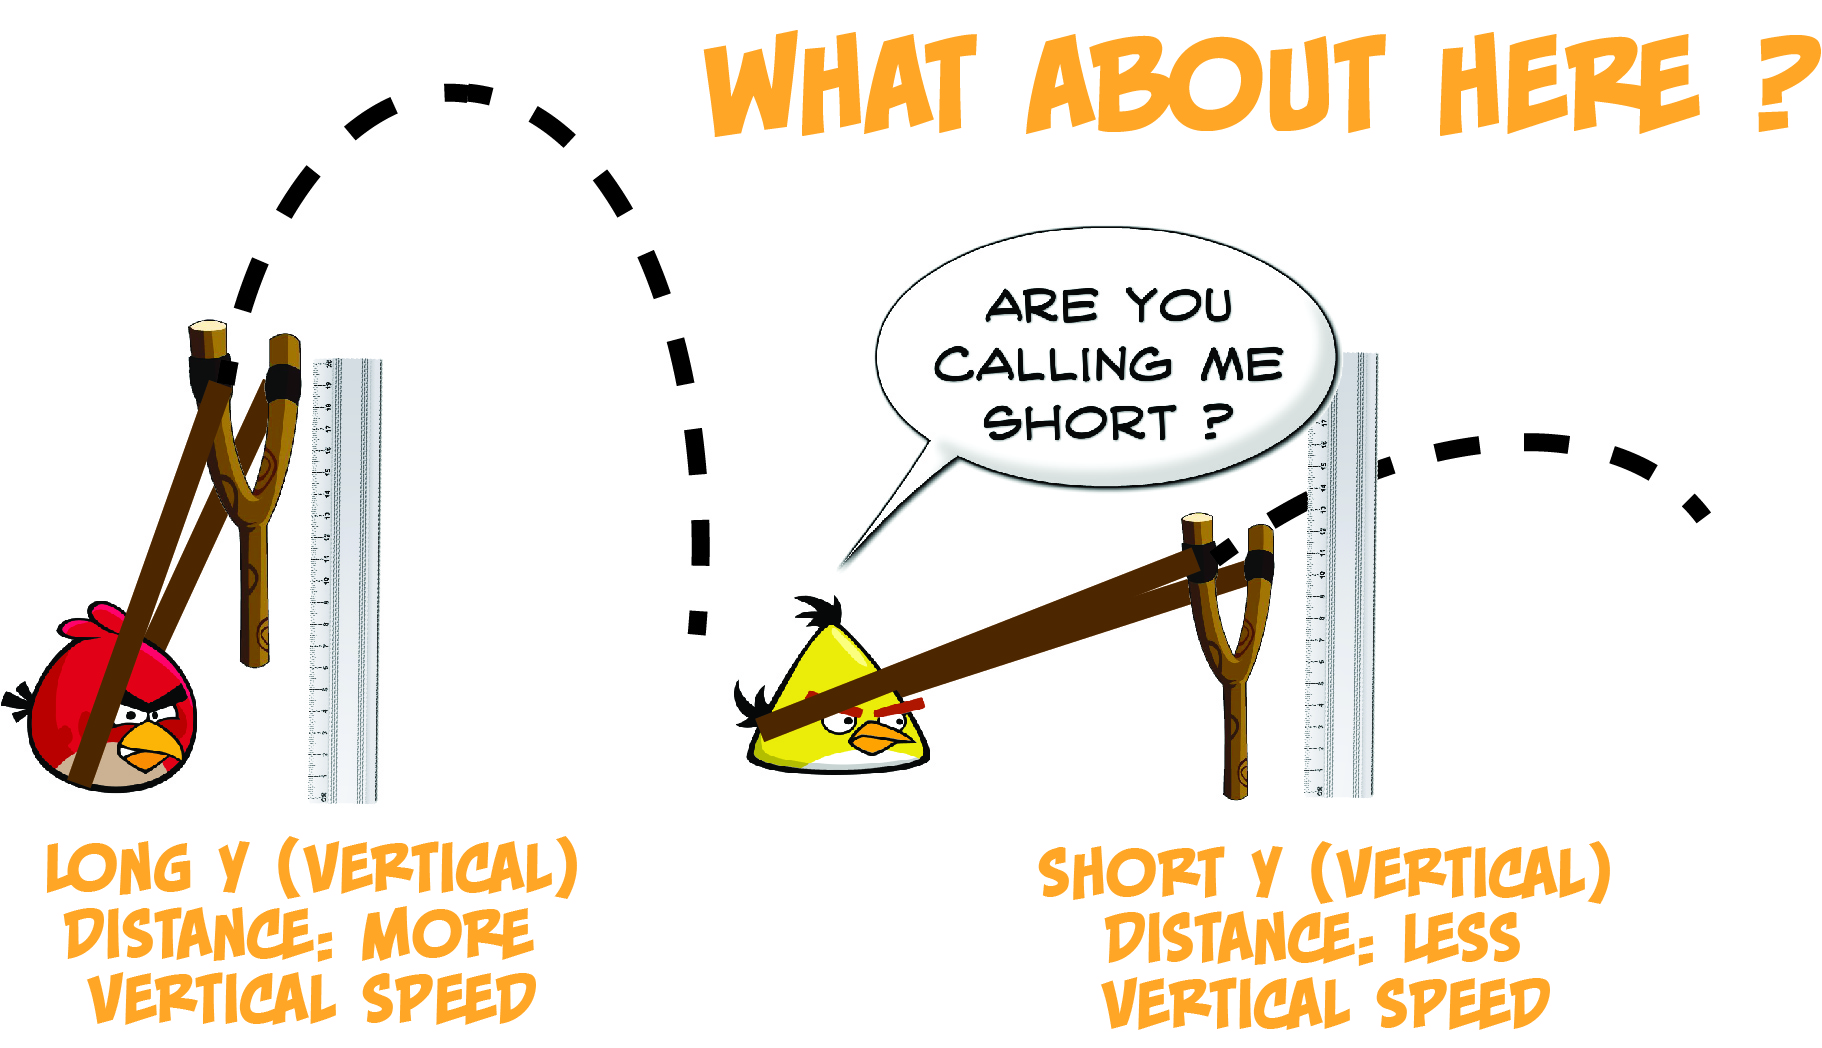 WHAT ABOUT HERE ?
ARE YOU
CALLING ME
SHORT ?
LONG Y (VERTICAL)
DISTANCE: MORE
VERTICAL SPEED
SHORT Y (VERTICAL)
DISTANCE: LESS
VERTICAL SPEED